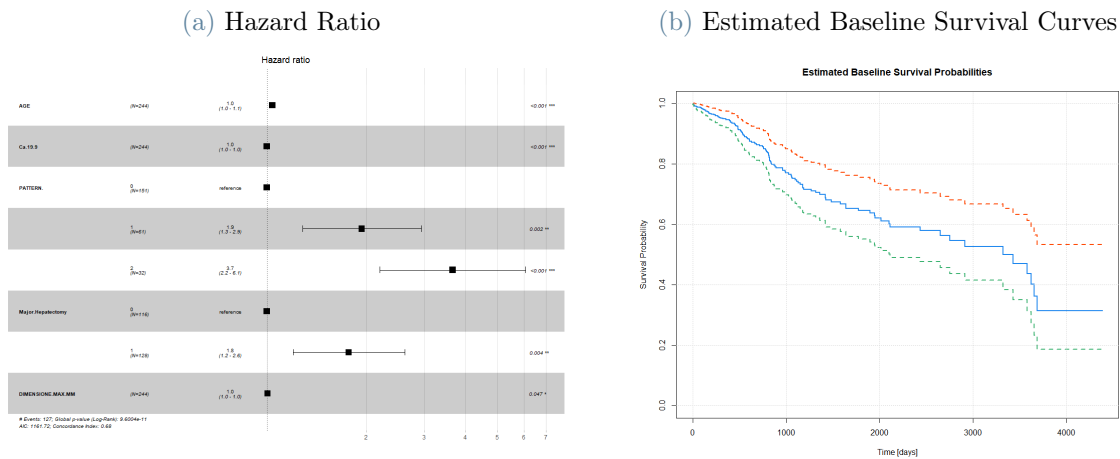 (a) Hazard Ratio
Hazard ratio
AGE (N=244) 1.0 (1.0 - 1.1) <0.001 ***
Ca.19.9 (N=244) 1.0 (1.0 - 1.0) <0.001 ***
PATTERN. 0 (N=151) reference
1 (N=61) 1.9 (1.3 - 2.9) 0.002 **
2 (N=32) 3.7 (2.2 - 6.1) <0.001 ***
Major.Hepatectomy 0 (N=116) reference
1 (N=128) 1.8 (1.2 - 2.6) 0.004 **
DIMENSIONE.MAX.MM (N=244) 1.0 (1.0 - 1.0) 0.047 *
# Events: 127; Global p-value (Log-Rank): 9.6004e-11
AIC: 1161.72; Concordance Index: 0.68
2 3 4 5 6 7
(b) Estimated Baseline Survival Curves
Estimated Baseline Survival Probabilities
Survival Probability
1.0
0.8
0.6
0.4
0.2
0.0
0 1000 2000 3000 4000
Time [days]